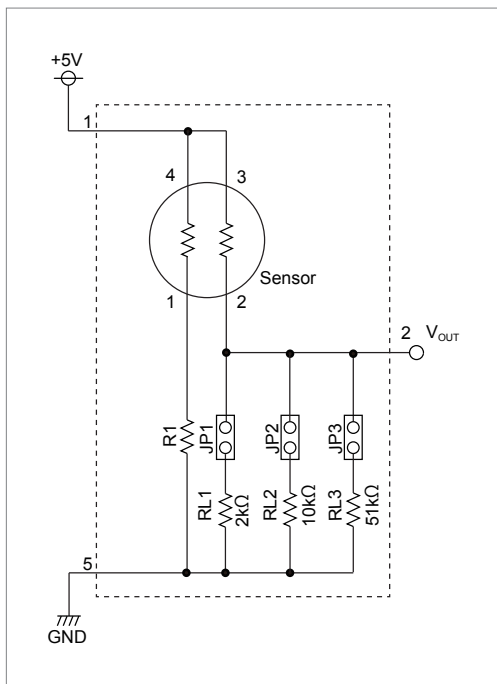 +5V
1
4
3
Sensor
1
2
2
V_OUT
R1
JP1
JP2
JP3
RL1
2kΩ
RL2
10kΩ
RL3
51kΩ
5
GND